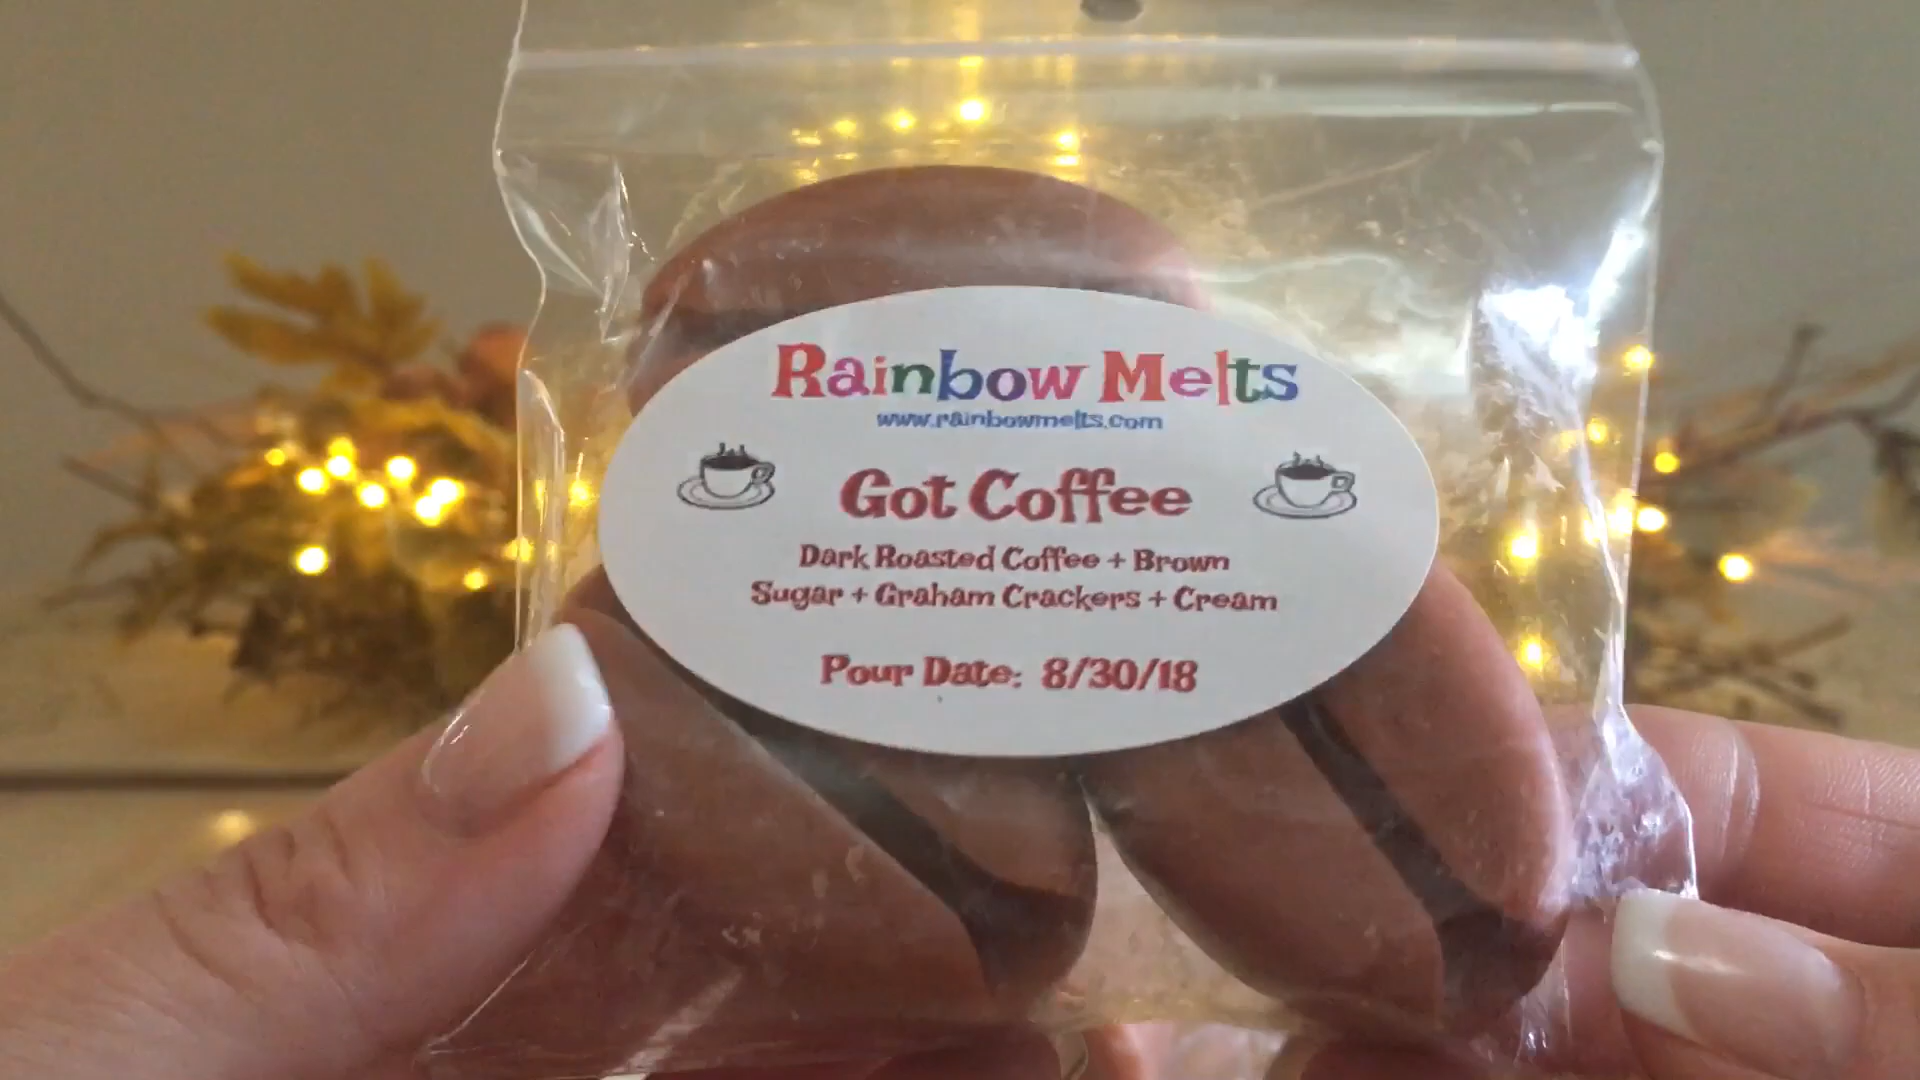 Rainbow Melts
www.rainbowmelts.com
Got Coffee
Dark Roasted Coffee + Brown
Sugar + Graham Crackers + Cream
Pour Date: 8/30/18